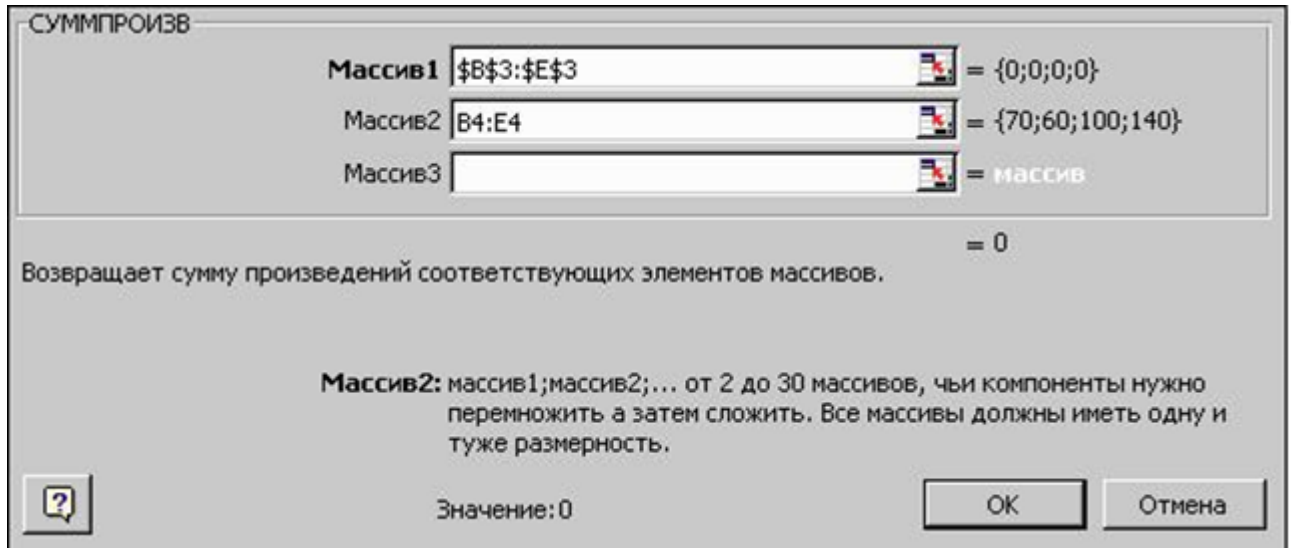 СУММПРОИЗВ
Массив1 $B$3:$E$3 = {0;0;0;0}
Массив2 B4:E4 = {70;60;100;140}
Массив3 = массив
= 0
Возвращает сумму произведений соответствующих элементов массивов.
Массив2: массив1;массив2;... от 2 до 30 массивов, чьи компоненты нужно
перемножить а затем сложить. Все массивы должны иметь одну и
туже размерность.
? Значение:0 OK Отмена